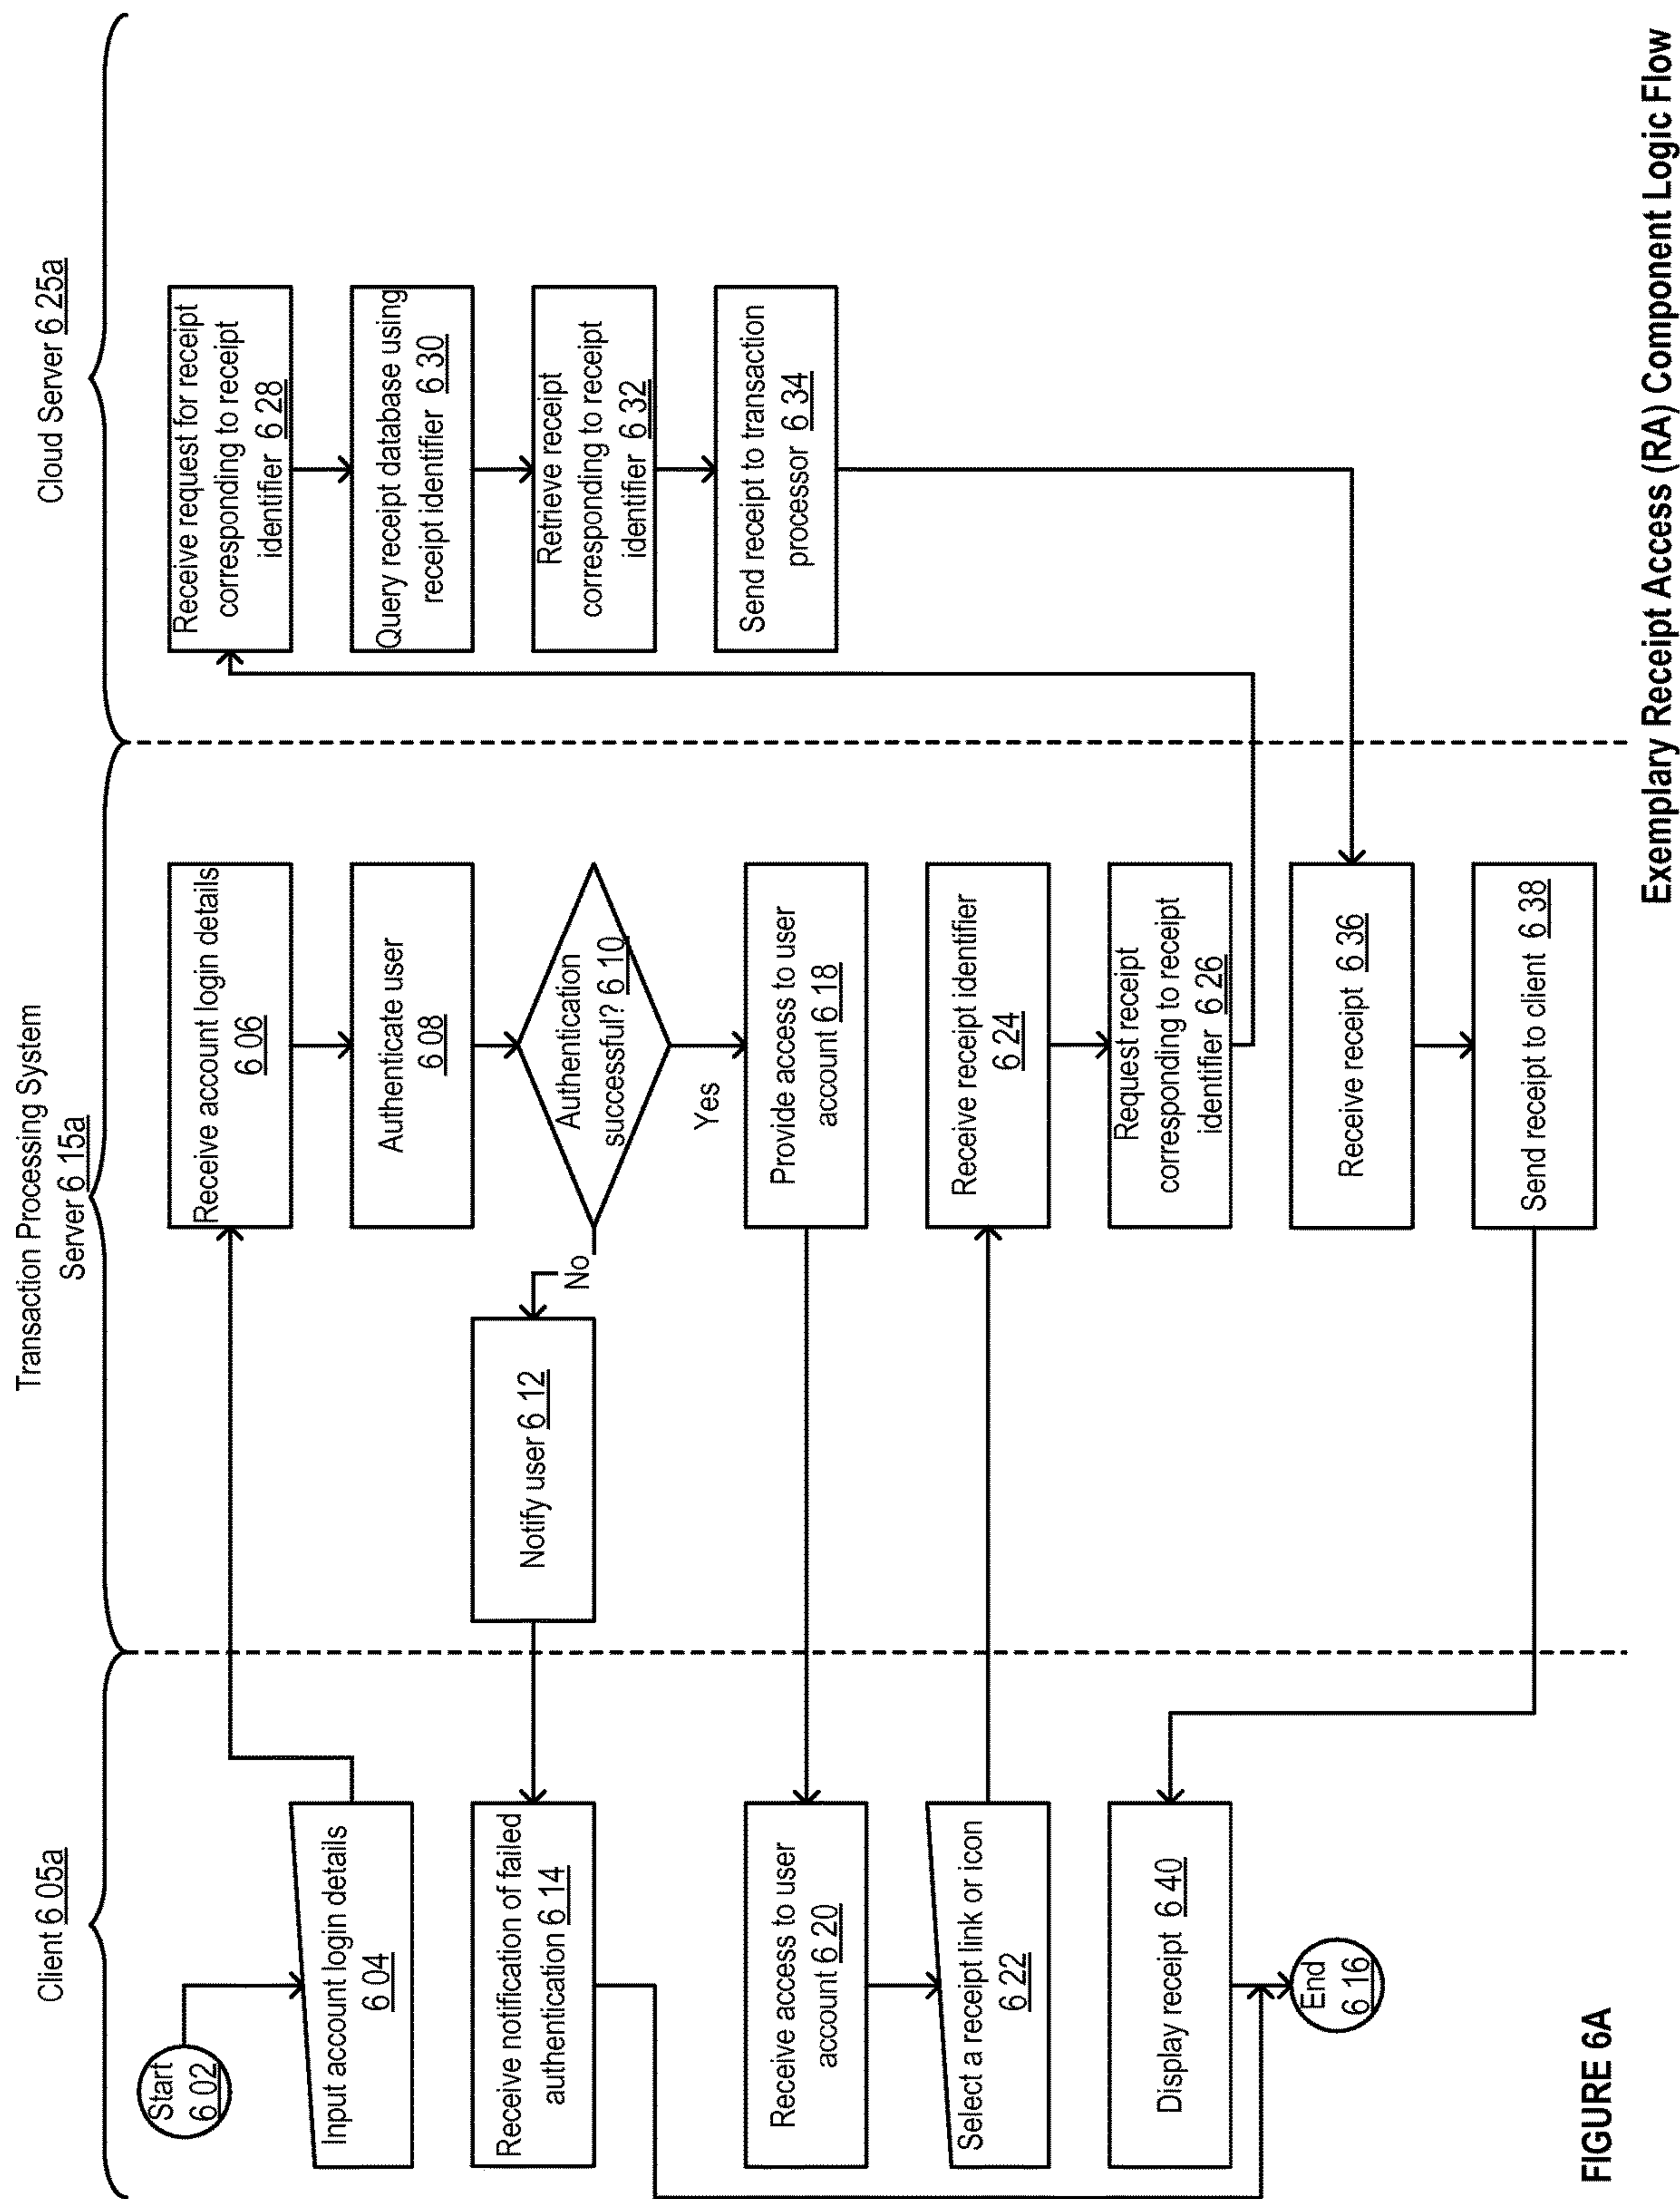 Client 6 05a
Transaction Processing System
Server 6 15a
Cloud Server 6 25a
Start
6 02
Input account login details
6 04
Receive notification of failed
authentication 6 14
Receive access to user
account 6 20
Select a receipt link or icon
6 22
Display receipt 6 40
End
6 16
Receive account login details
6 06
Authenticate user
6 08
Authentication
successful? 6 10
No
Yes
Notify user 6 12
Provide access to user
account 6 18
Receive receipt identifier
6 24
Request receipt
corresponding to receipt
identifier 6 26
Receive receipt 6 36
Send receipt to client 6 38
Receive request for receipt
corresponding to receipt
identifier 6 28
Query receipt database using
receipt identifier 6 30
Retrieve receipt
corresponding to receipt
identifier 6 32
Send receipt to transaction
processor 6 34
FIGURE 6A
Exemplary Receipt Access (RA) Component Logic Flow